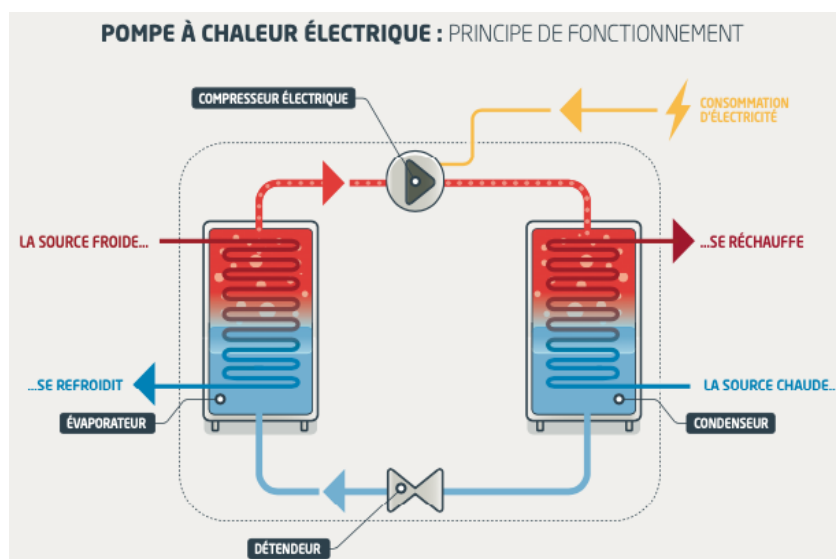 POMPE À CHALEUR ÉLECTRIQUE : PRINCIPE DE FONCTIONNEMENT
COMPRESSEUR ÉLECTRIQUE
CONSOMMATION
D'ÉLECTRICITÉ
LA SOURCE FROIDE...
...SE RÉCHAUFFE
...SE REFROIDIT
LA SOURCE CHAUDE...
ÉVAPORATEUR
CONDENSEUR
DÉTENDEUR